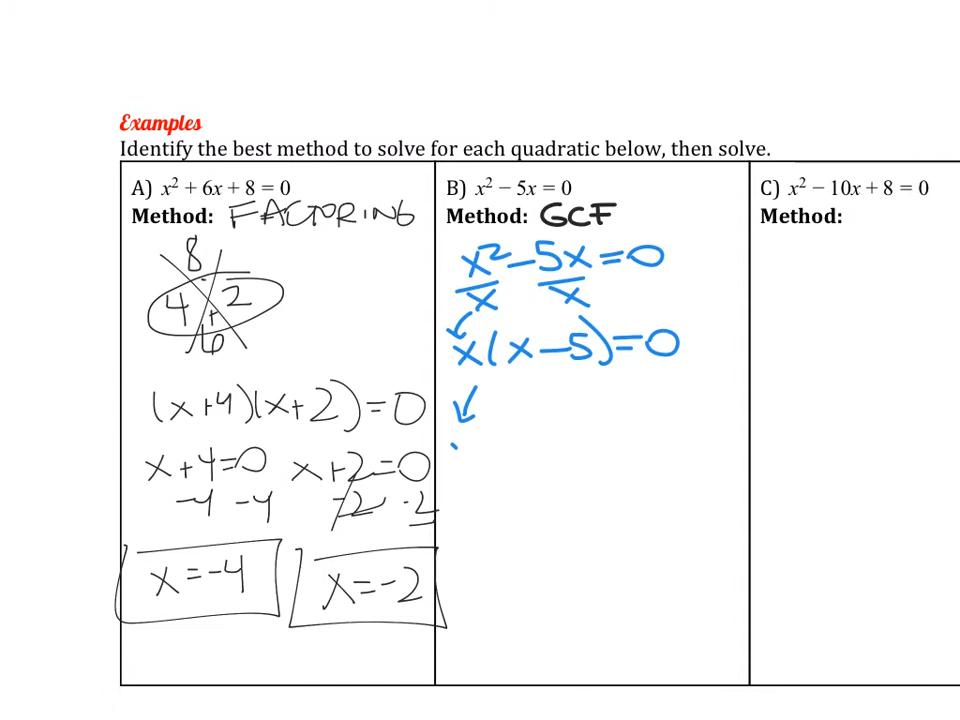 Examples
Identify the best method to solve for each quadratic below, then solve.
A) x² + 6x + 8 = 0
Method: FACTORING
8
4 2
6
(x+4)(x+2)=0
x+4=0 x+2=0
-4 -4 -2 -2
x=-4 x=-2
B) x² − 5x = 0
Method: GCF
x²-5x=0
x x
x(x-5)=0
C) x² − 10x + 8 = 0
Method: